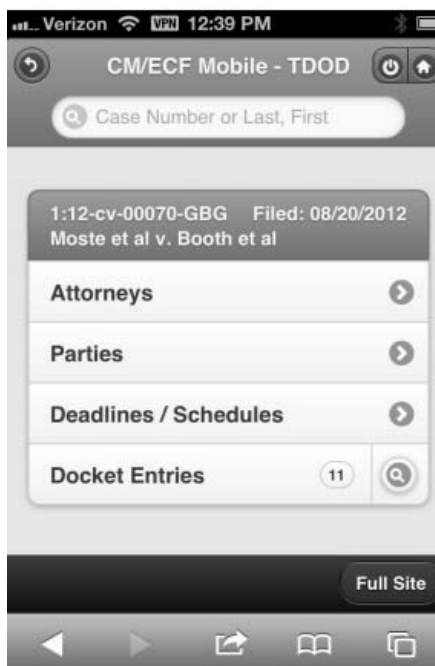 Verizon VPN 12:39 PM
CM/ECF Mobile - TDOD
Case Number or Last, First
1:12-cv-00070-GBG Filed: 08/20/2012
Moste et al v. Booth et al
Attorneys
Parties
Deadlines / Schedules
Docket Entries 11
Full Site